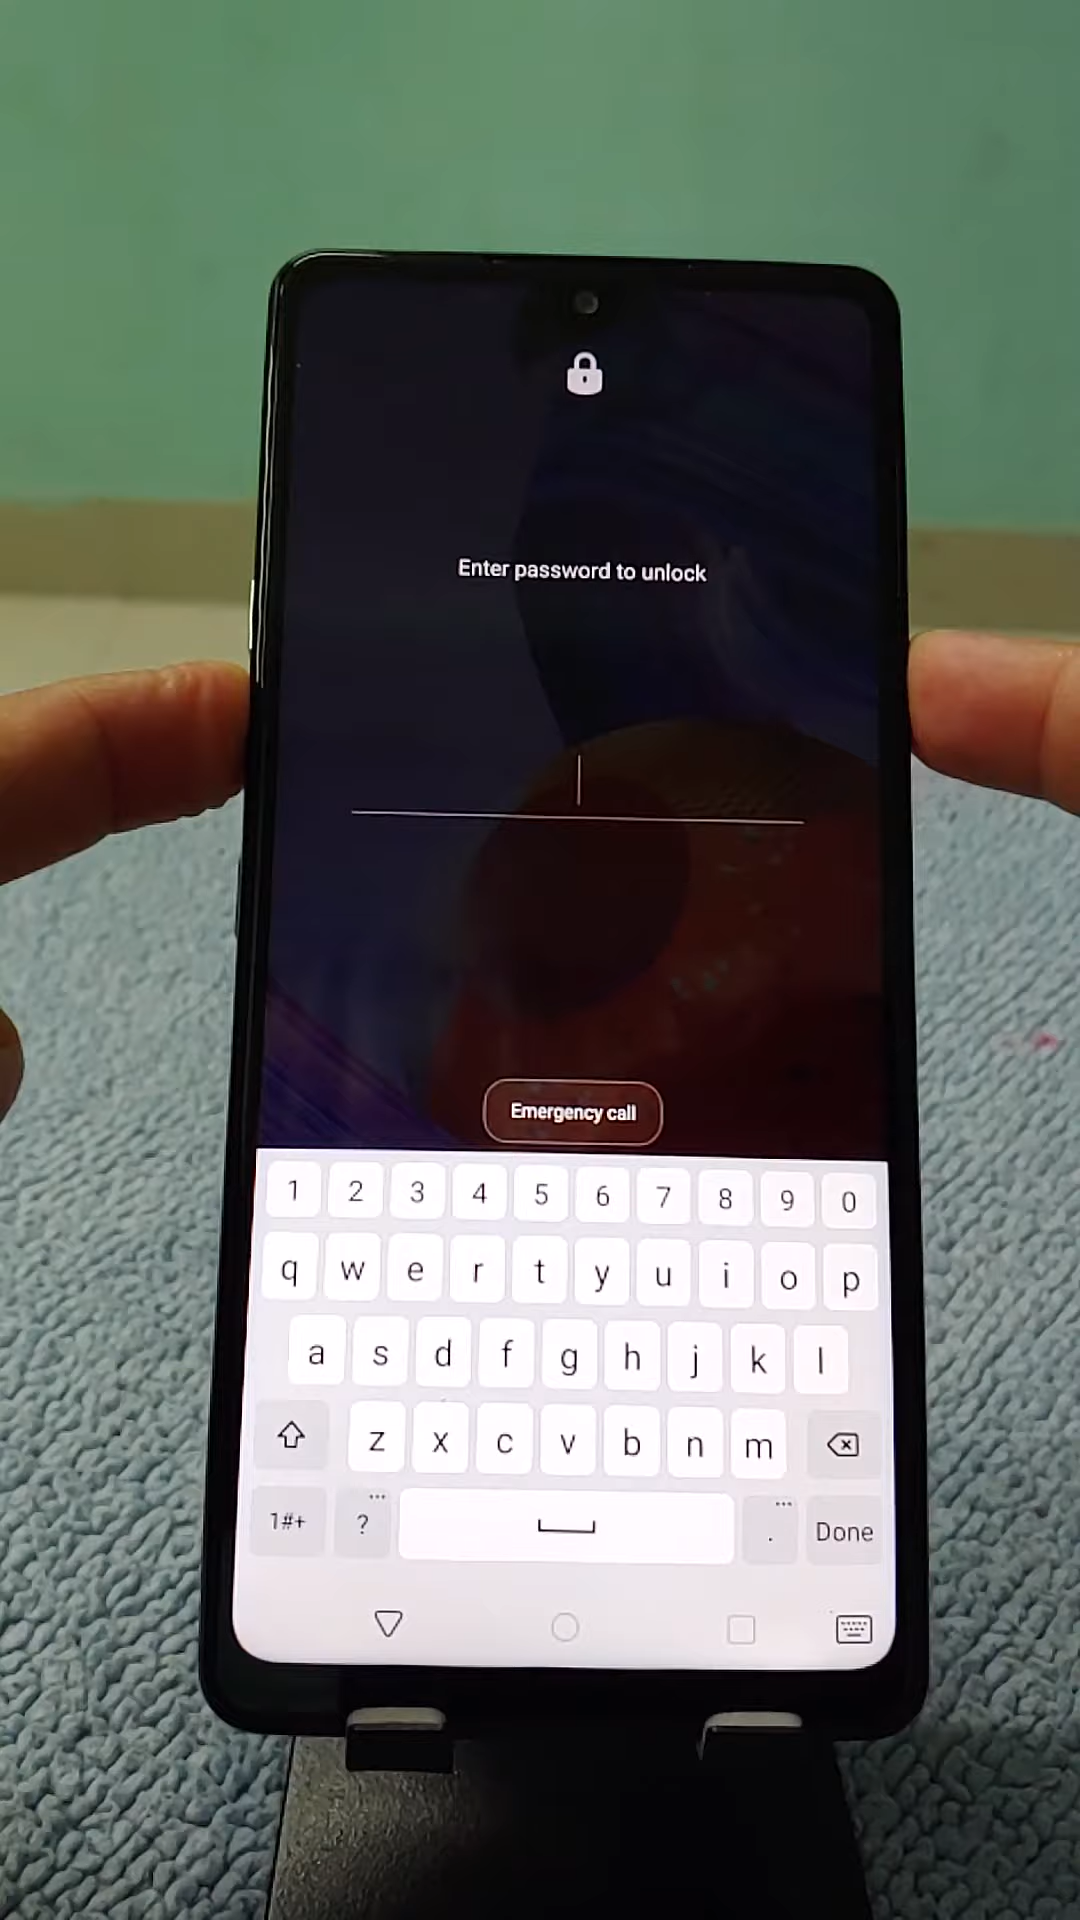 Enter password to unlock
Emergency call
1 2 3 4 5 6 7 8 9 0
q w e r t y u i o p
a s d f g h j k l
z x c v b n m
1#+ ? . Done